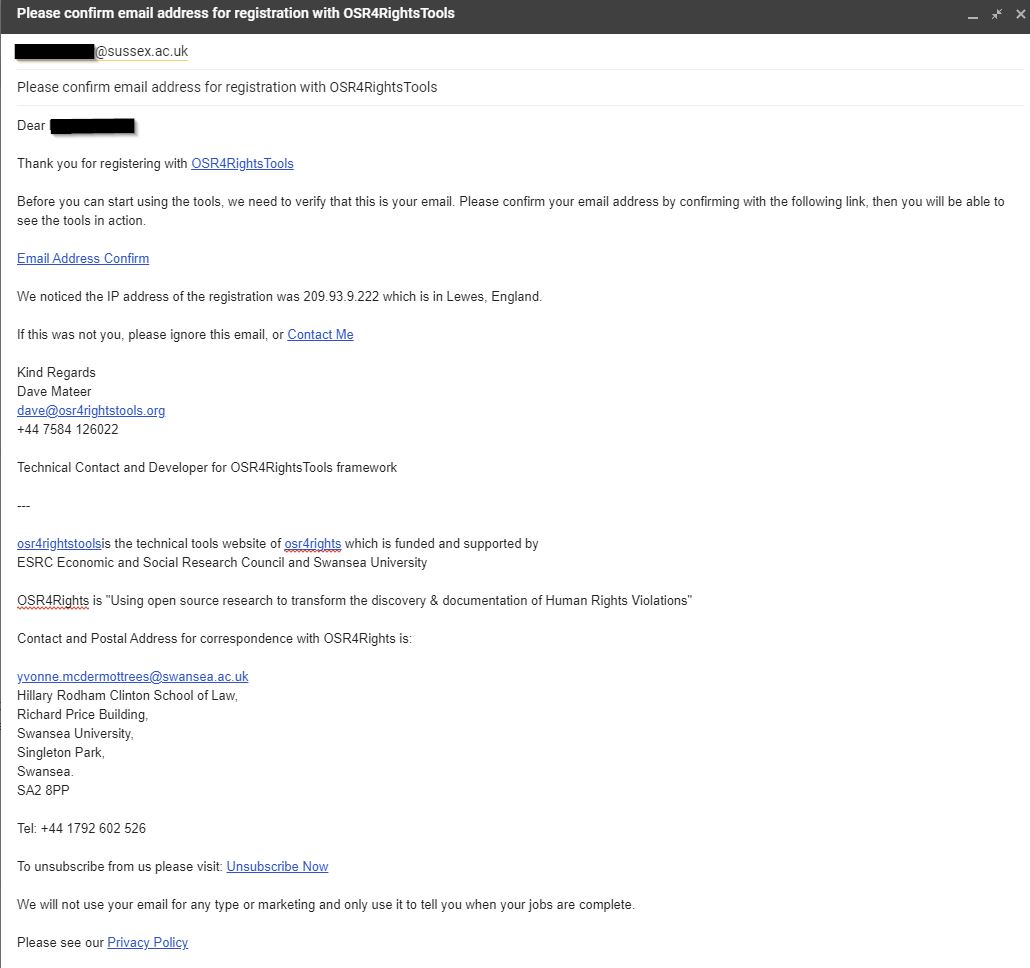 Please confirm email address for registration with OSR4RightsTools
@sussex.ac.uk
Please confirm email address for registration with OSR4RightsTools
Dear
Thank you for registering with OSR4RightsTools
Before you can start using the tools, we need to verify that this is your email. Please confirm your email address by confirming with the following link, then you will be able to
see the tools in action.
Email Address Confirm
We noticed the IP address of the registration was 209.93.9.222 which is in Lewes, England.
If this was not you, please ignore this email, or Contact Me
Kind Regards
Dave Mateer
dave@osr4rightstools.org
+44 7584 126022
Technical Contact and Developer for OSR4RightsTools framework
---
osr4rightstoolsis the technical tools website of osr4rights which is funded and supported by
ESRC Economic and Social Research Council and Swansea University
OSR4Rights is "Using open source research to transform the discovery & documentation of Human Rights Violations"
Contact and Postal Address for correspondence with OSR4Rights is:
yvonne.mcdermottrees@swansea.ac.uk
Hillary Rodham Clinton School of Law,
Richard Price Building,
Swansea University,
Singleton Park,
Swansea.
SA2 8PP
Tel: +44 1792 602 526
To unsubscribe from us please visit: Unsubscribe Now
We will not use your email for any type or marketing and only use it to tell you when your jobs are complete.
Please see our Privacy Policy